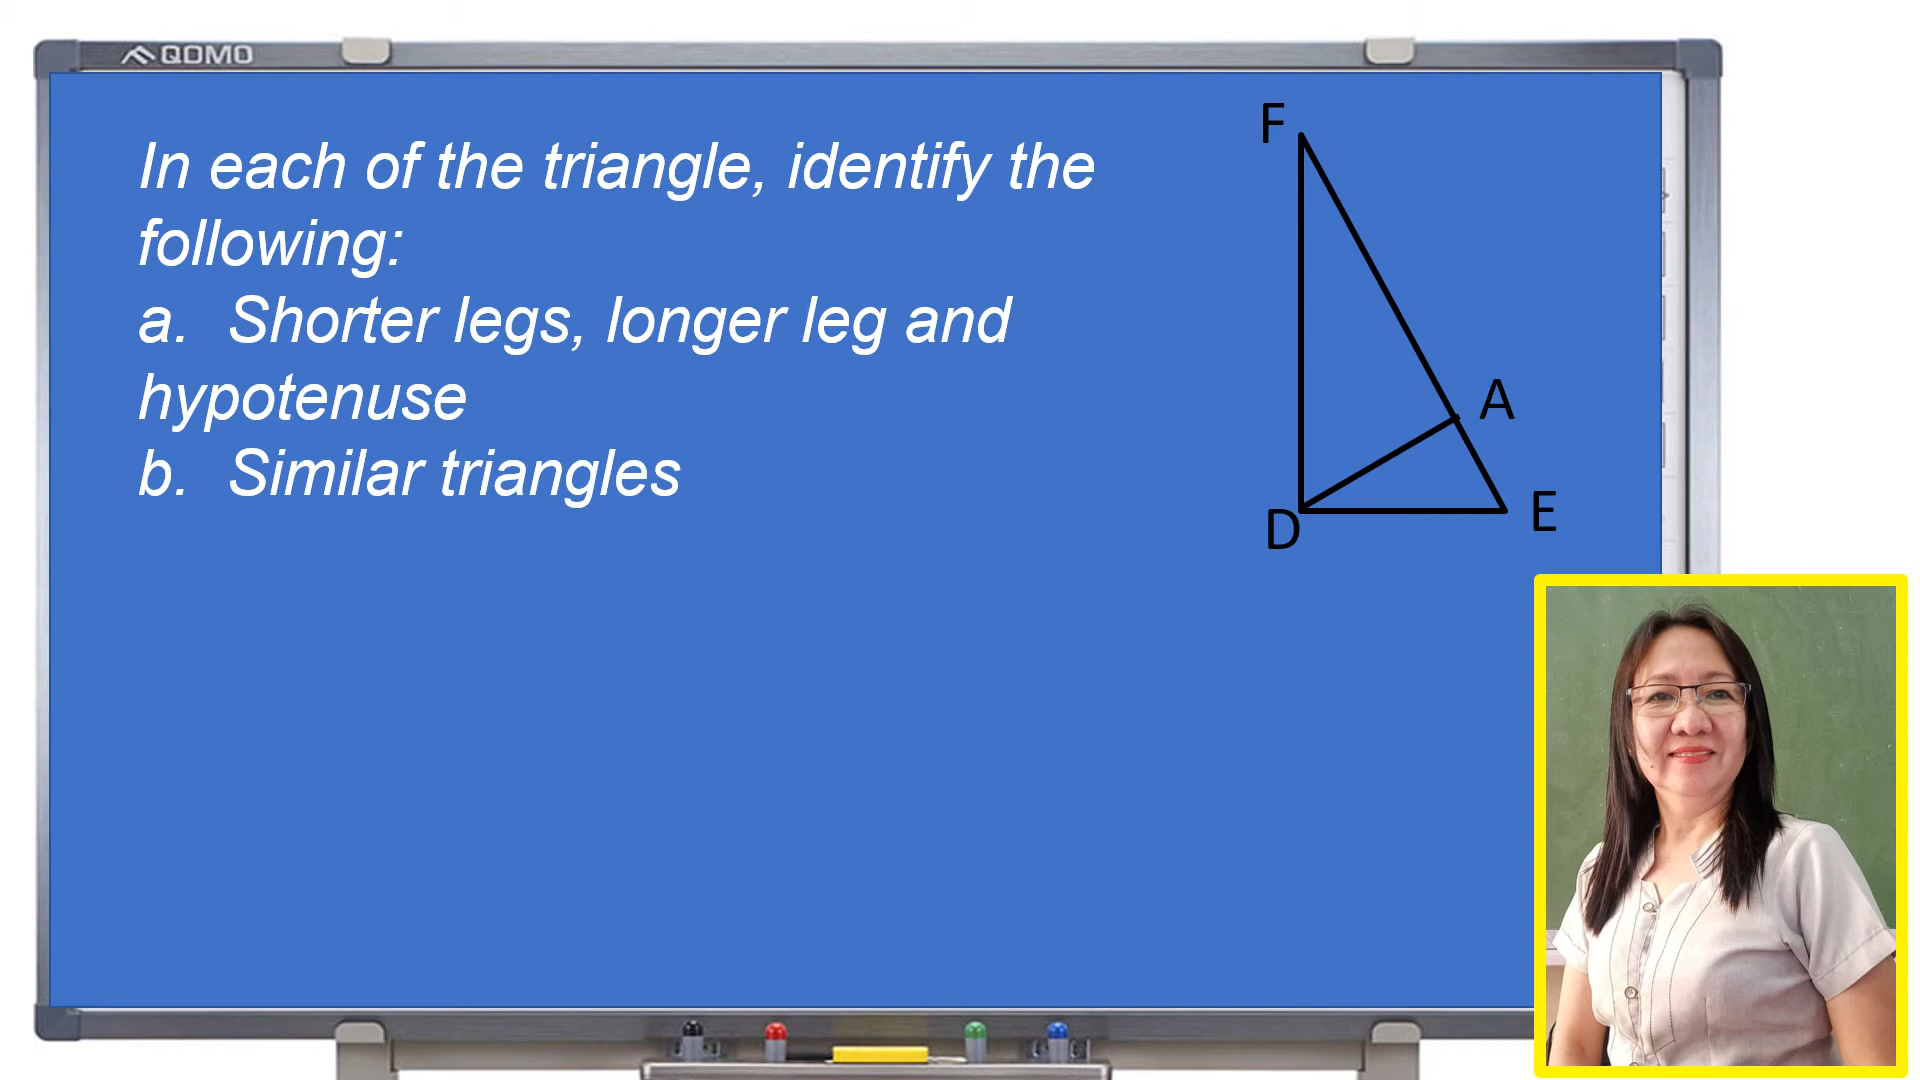 QOMO
In each of the triangle, identify the
following:
a. Shorter legs, longer leg and
hypotenuse
b. Similar triangles
F
A
D
E